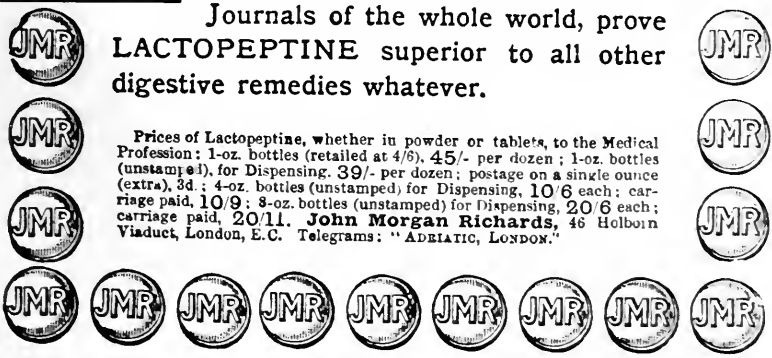 Journals of the whole world, prove
LACTOPEPTINE superior to all other
digestive remedies whatever.
Prices of Lactopeptine, whether in powder or tablets, to the Medical
Profession: 1-oz. bottles (retailed at 4/6), 45/- per dozen; 1-oz. bottles
(unstamped), for Dispensing. 39/- per dozen; postage on a single ounce
(extra), 3d.; 4-oz. bottles (unstamped) for Dispensing, 10/6 each; car-
riage paid, 10/9; 8-oz. bottles (unstamped) for Dispensing, 20/6 each;
carriage paid, 20/11. John Morgan Richards, 46 Holborn
Viaduct, London, E.C. Telegrams: "ADRIATIC, LONDON."
JMR JMR
JMR JMR
JMR JMR
JMR JMR JMR JMR JMR JMR JMR JMR JMR